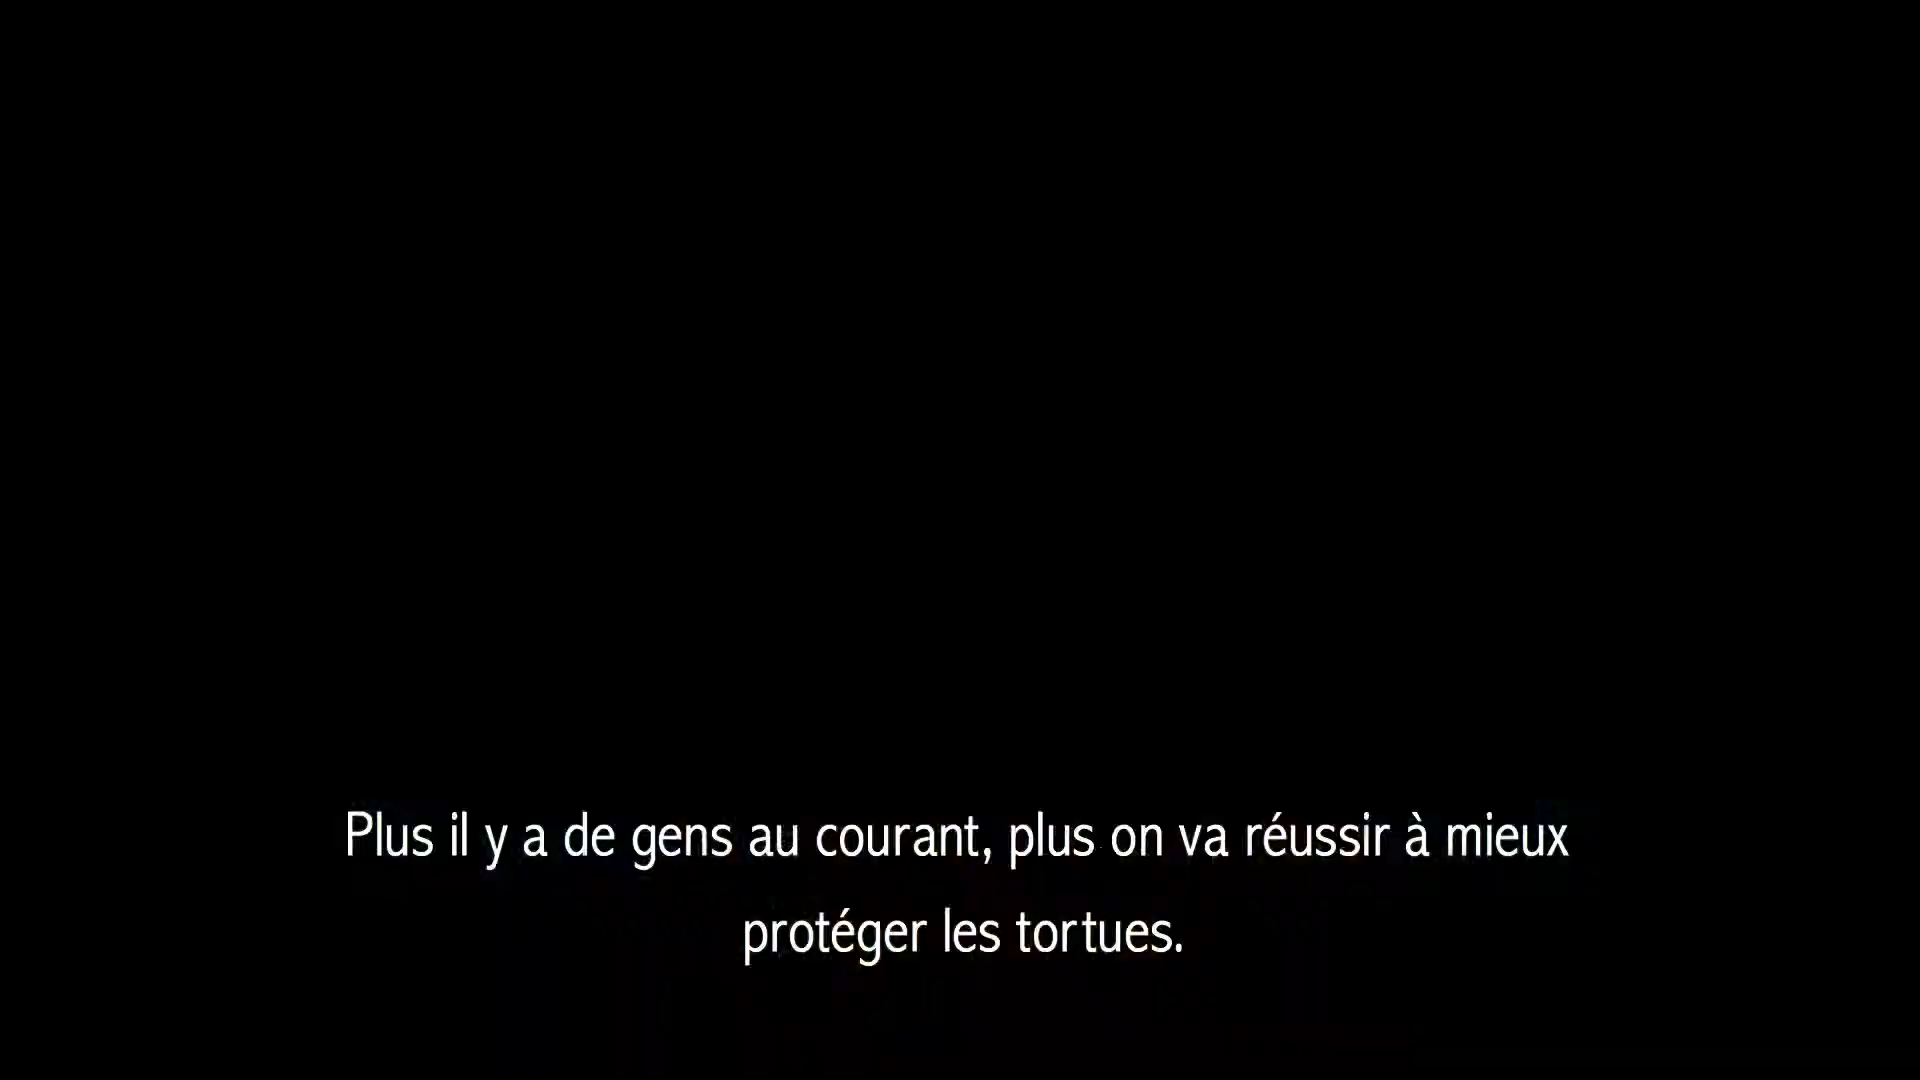 Plus il y a de gens au courant, plus on va réussir à mieux
protéger les tortues.